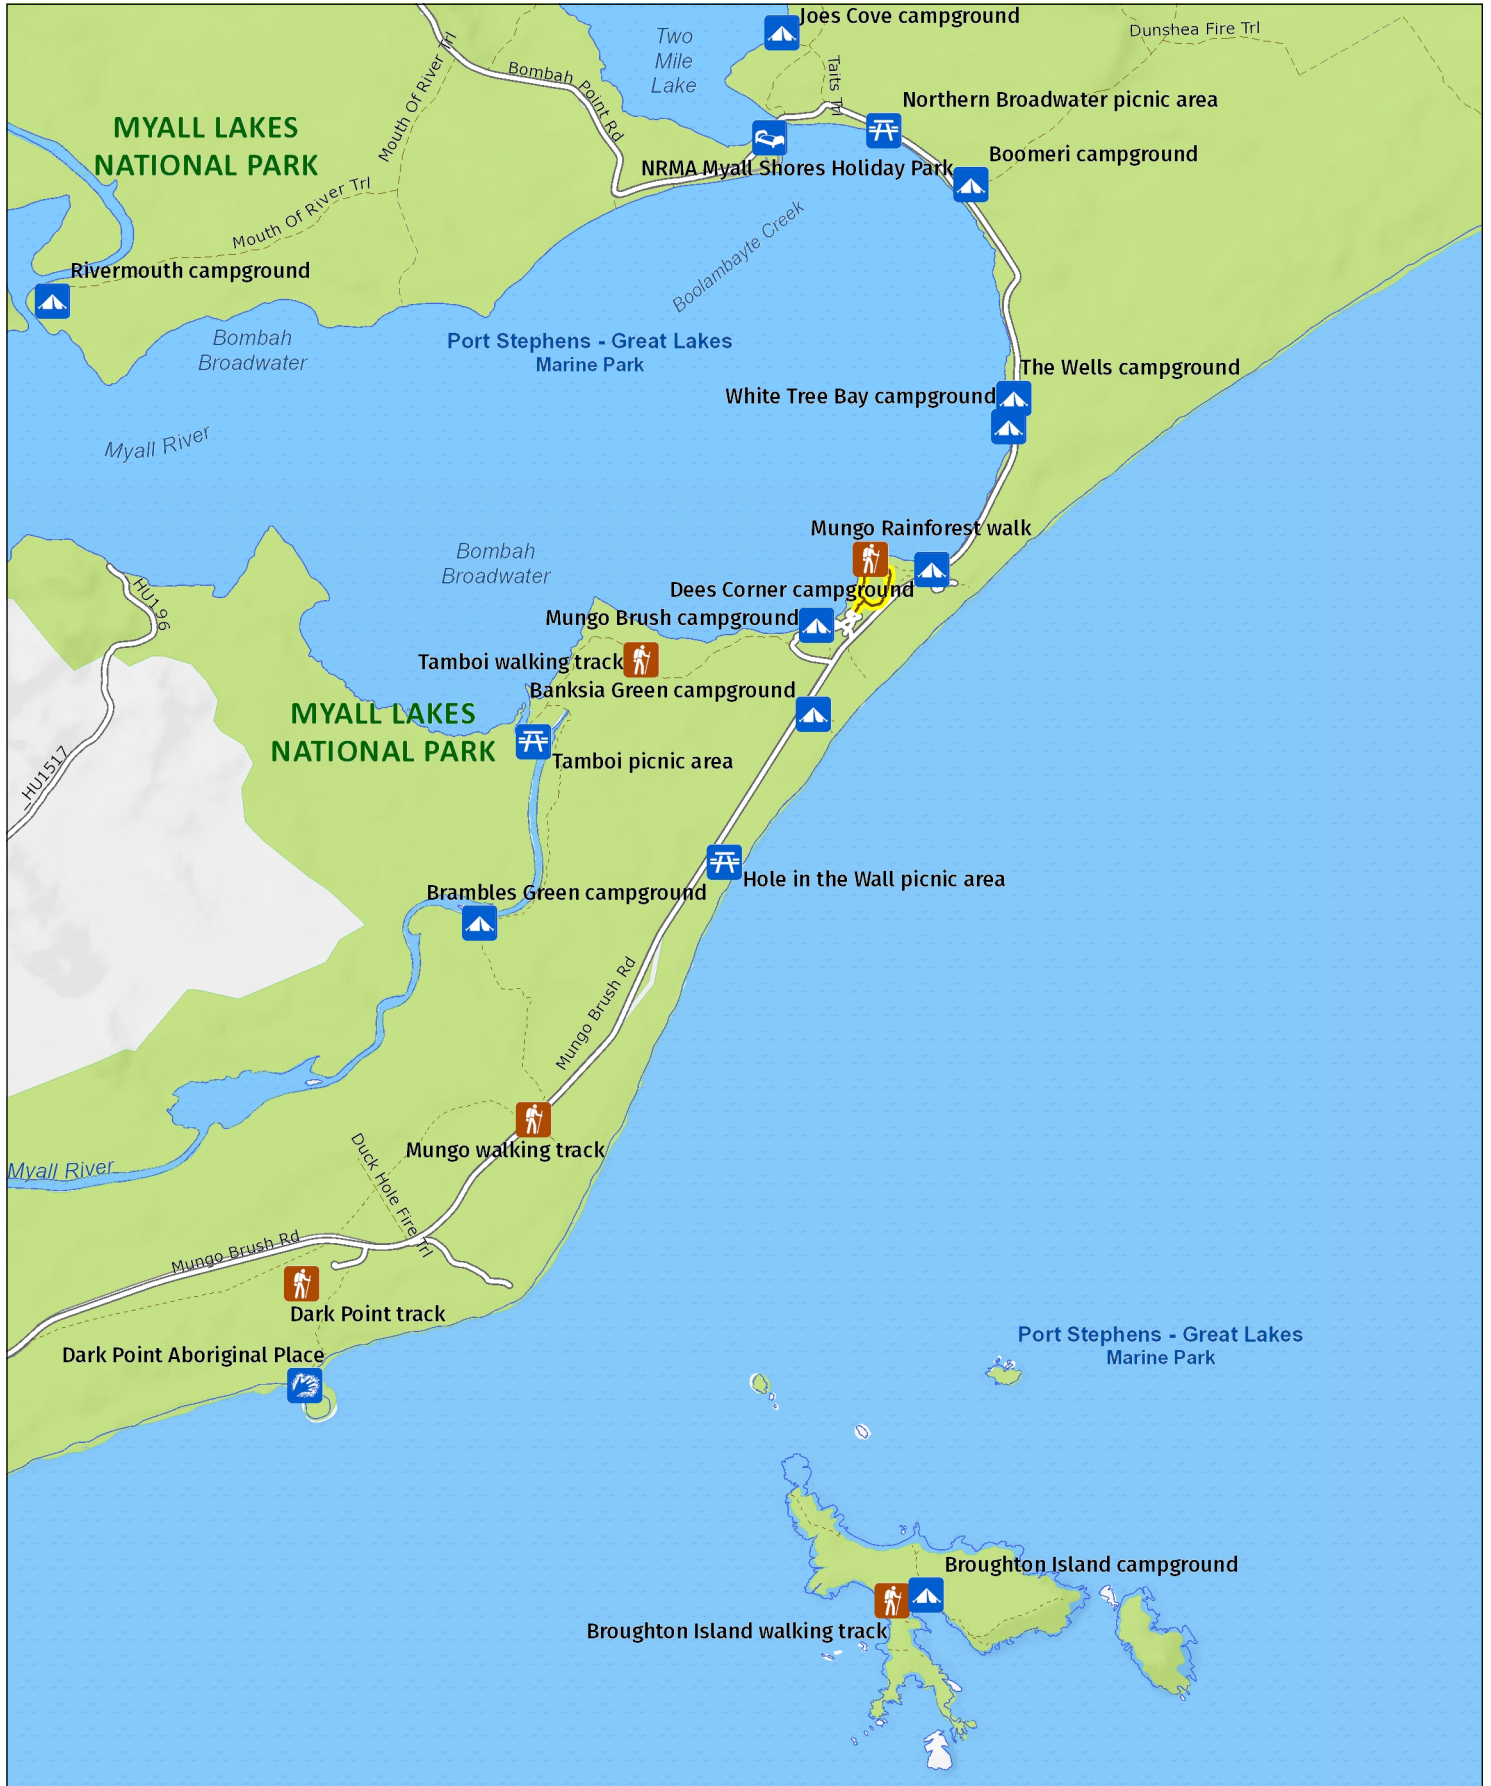 Joes Cove campground
Dunshea Fire Trl
Two
Mile
Lake
Mouth Of River Trl
Bombah Point Rd
Taits Trl
Northern Broadwater picnic area
MYALL LAKES
NATIONAL PARK
NRMA Myall Shores Holiday Park
Boomeri campground
Mouth Of River Trl
Boolambayte Creek
Rivermouth campground
Bombah
Broadwater
Port Stephens - Great Lakes
Marine Park
The Wells campground
White Tree Bay campground
Myall River
Mungo Rainforest walk
Bombah
Broadwater
HU196
Dees Corner campground
Mungo Brush campground
Tamboi walking track
Banksia Green campground
MYALL LAKES
NATIONAL PARK
Tamboi picnic area
_HU1517
Hole in the Wall picnic area
Brambles Green campground
Mungo Brush Rd
Mungo walking track
Myall River
Duck Hole Fire Trl
Mungo Brush Rd
Dark Point track
Port Stephens - Great Lakes
Marine Park
Dark Point Aboriginal Place
Broughton Island campground
Broughton Island walking track